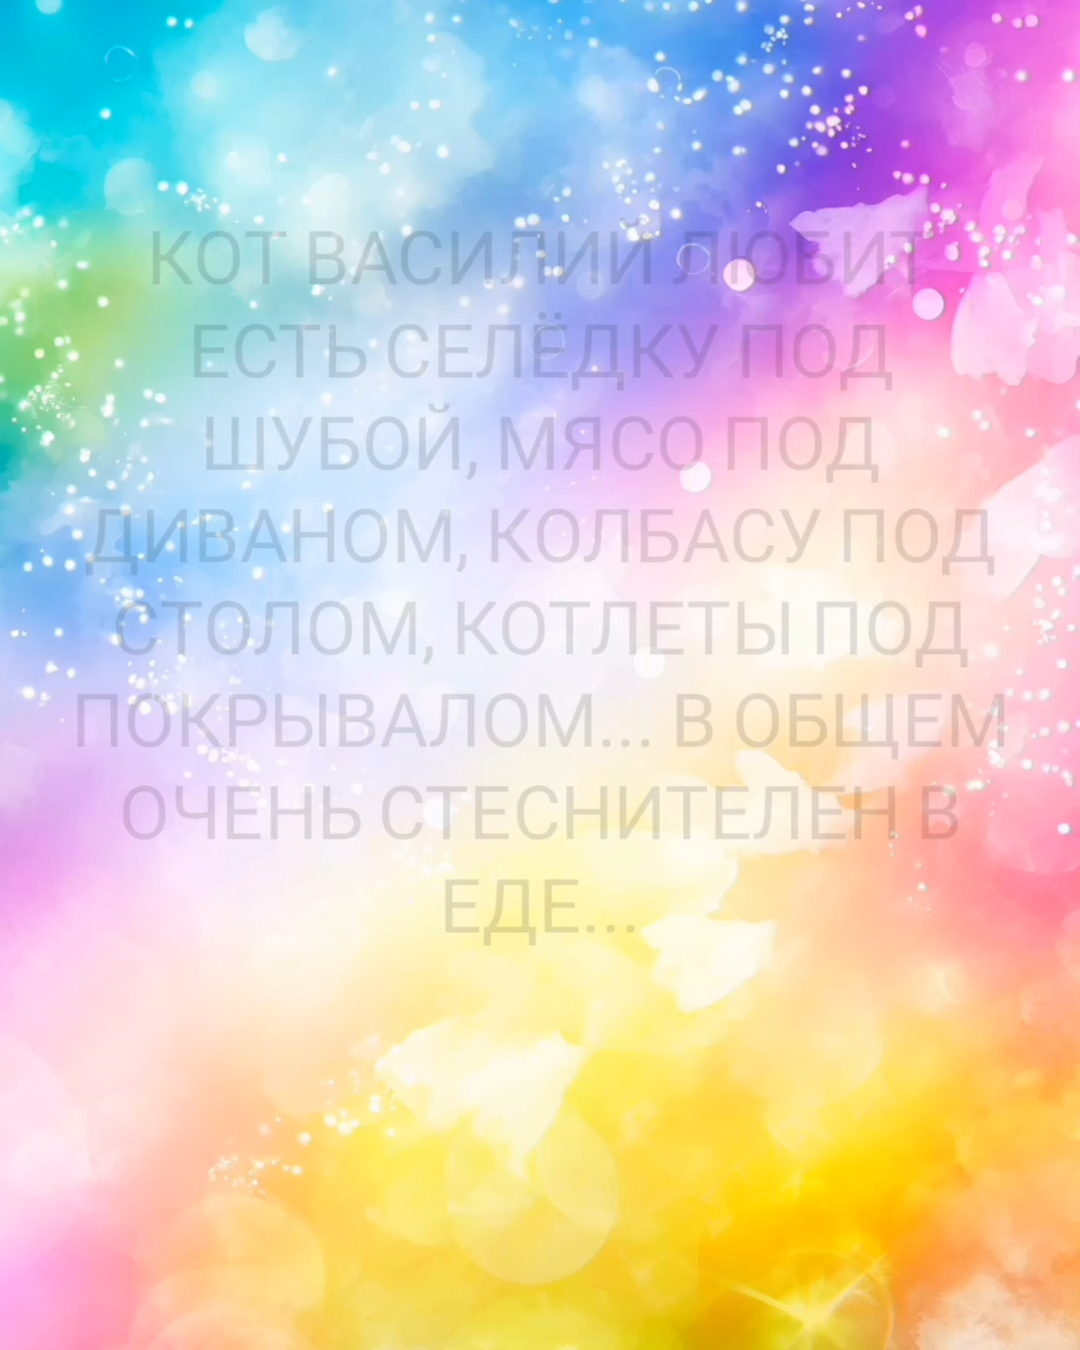 КОТ ВАСИЛИЙ ЛЮБИТ
ЕСТЬ СЕЛЁДКУ ПОД
ШУБОЙ, МЯСО ПОД
ДИВАНОМ, КОЛБАСУ ПОД
СТОЛОМ, КОТЛЕТЫ ПОД
ПОКРЫВАЛОМ... В ОБЩЕМ
ОЧЕНЬ СТЕСНИТЕЛЕН В
ЕДЕ...